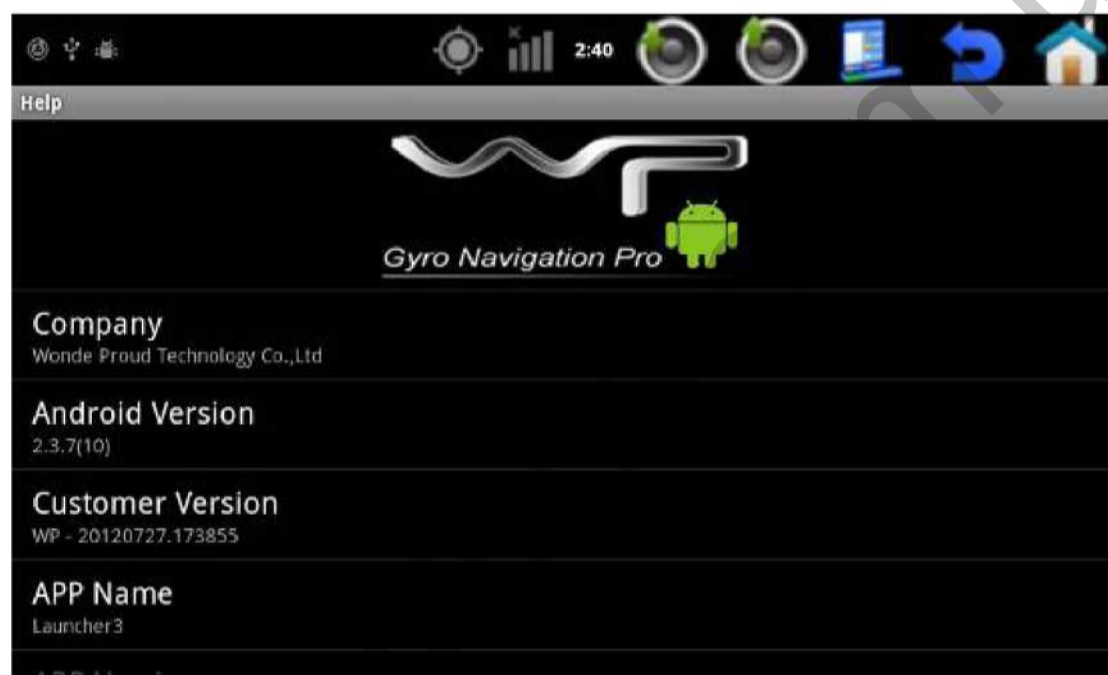 2:40
Help
WP
Gyro Navigation Pro
Company
Wonde Proud Technology Co.,Ltd
Android Version
2.3.7(10)
Customer Version
WP - 20120727.173855
APP Name
Launcher3